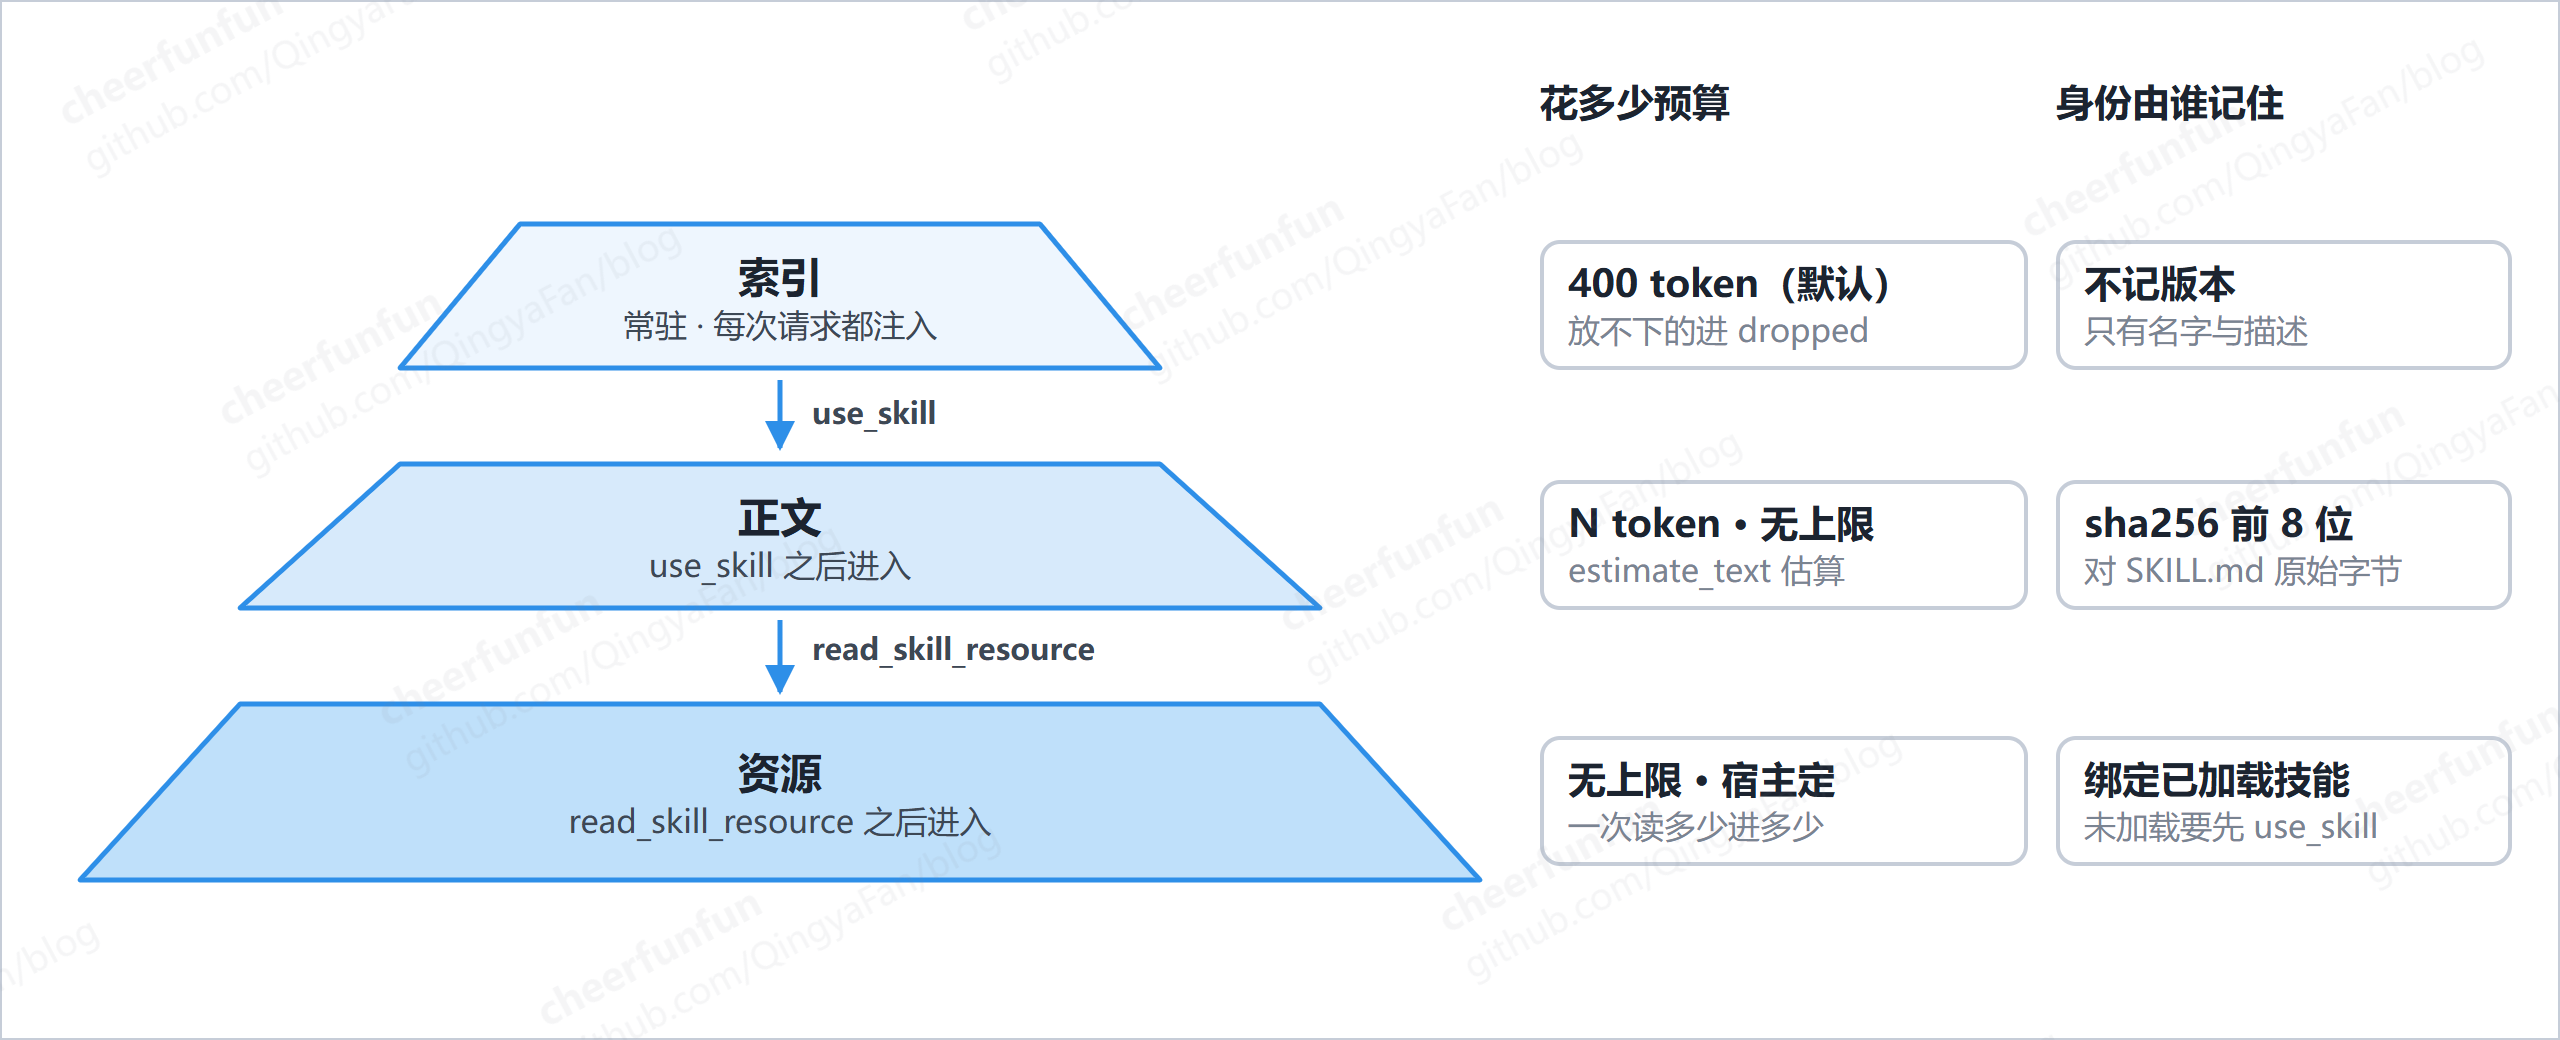 花多少预算
身份由谁记住
索引
常驻 · 每次请求都注入
400 token（默认）
放不下的进 dropped
不记版本
只有名字与描述
use_skill
正文
use_skill 之后进入
N token · 无上限
estimate_text 估算
sha256 前 8 位
对 SKILL.md 原始字节
read_skill_resource
资源
read_skill_resource 之后进入
无上限 · 宿主定
一次读多少进多少
绑定已加载技能
未加载要先 use_skill
cheerfunfun
github.com/QingyaFan/blog